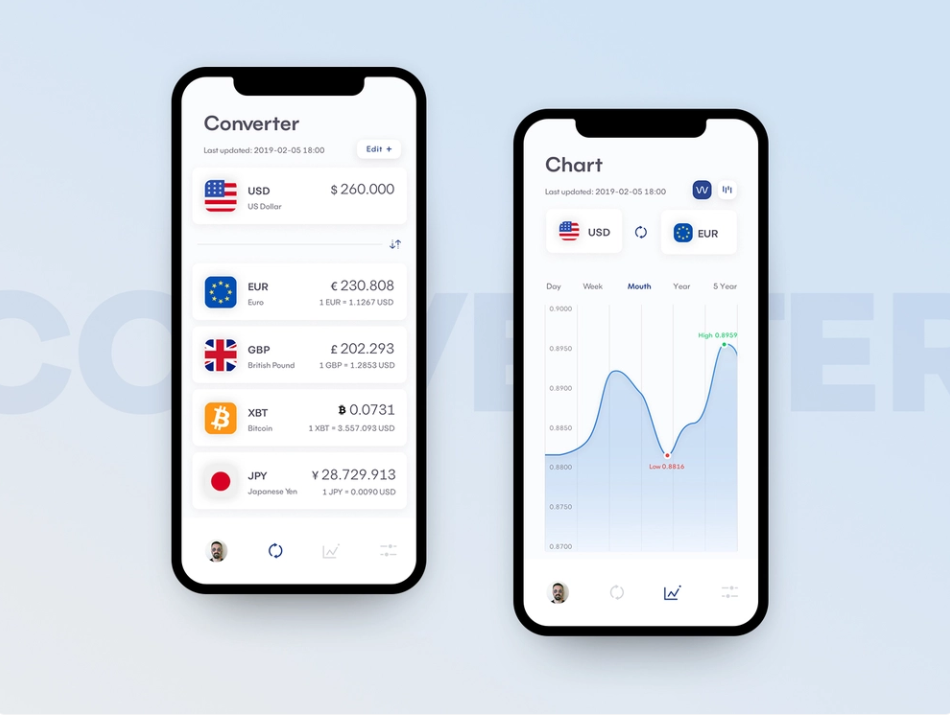 CONVERTER
Converter
Last updated: 2019-02-05 18:00
Edit +
USD
$ 260.000
US Dollar
EUR
€ 230.808
Euro
1 EUR = 1.1267 USD
GBP
£ 202.293
British Pound
1 GBP = 1.2853 USD
XBT
₿ 0.0731
Bitcoin
1 XBT = 3.557.093 USD
JPY
¥ 28.729.913
Japanese Yen
1 JPY = 0.0090 USD
Chart
Last updated: 2019-02-05 18:00
USD
EUR
Day Week Mouth Year 5 Year
0.9000
High 0.8959
0.8950
0.8900
0.8850
0.8800
Low 0.8816
0.8750
0.8700